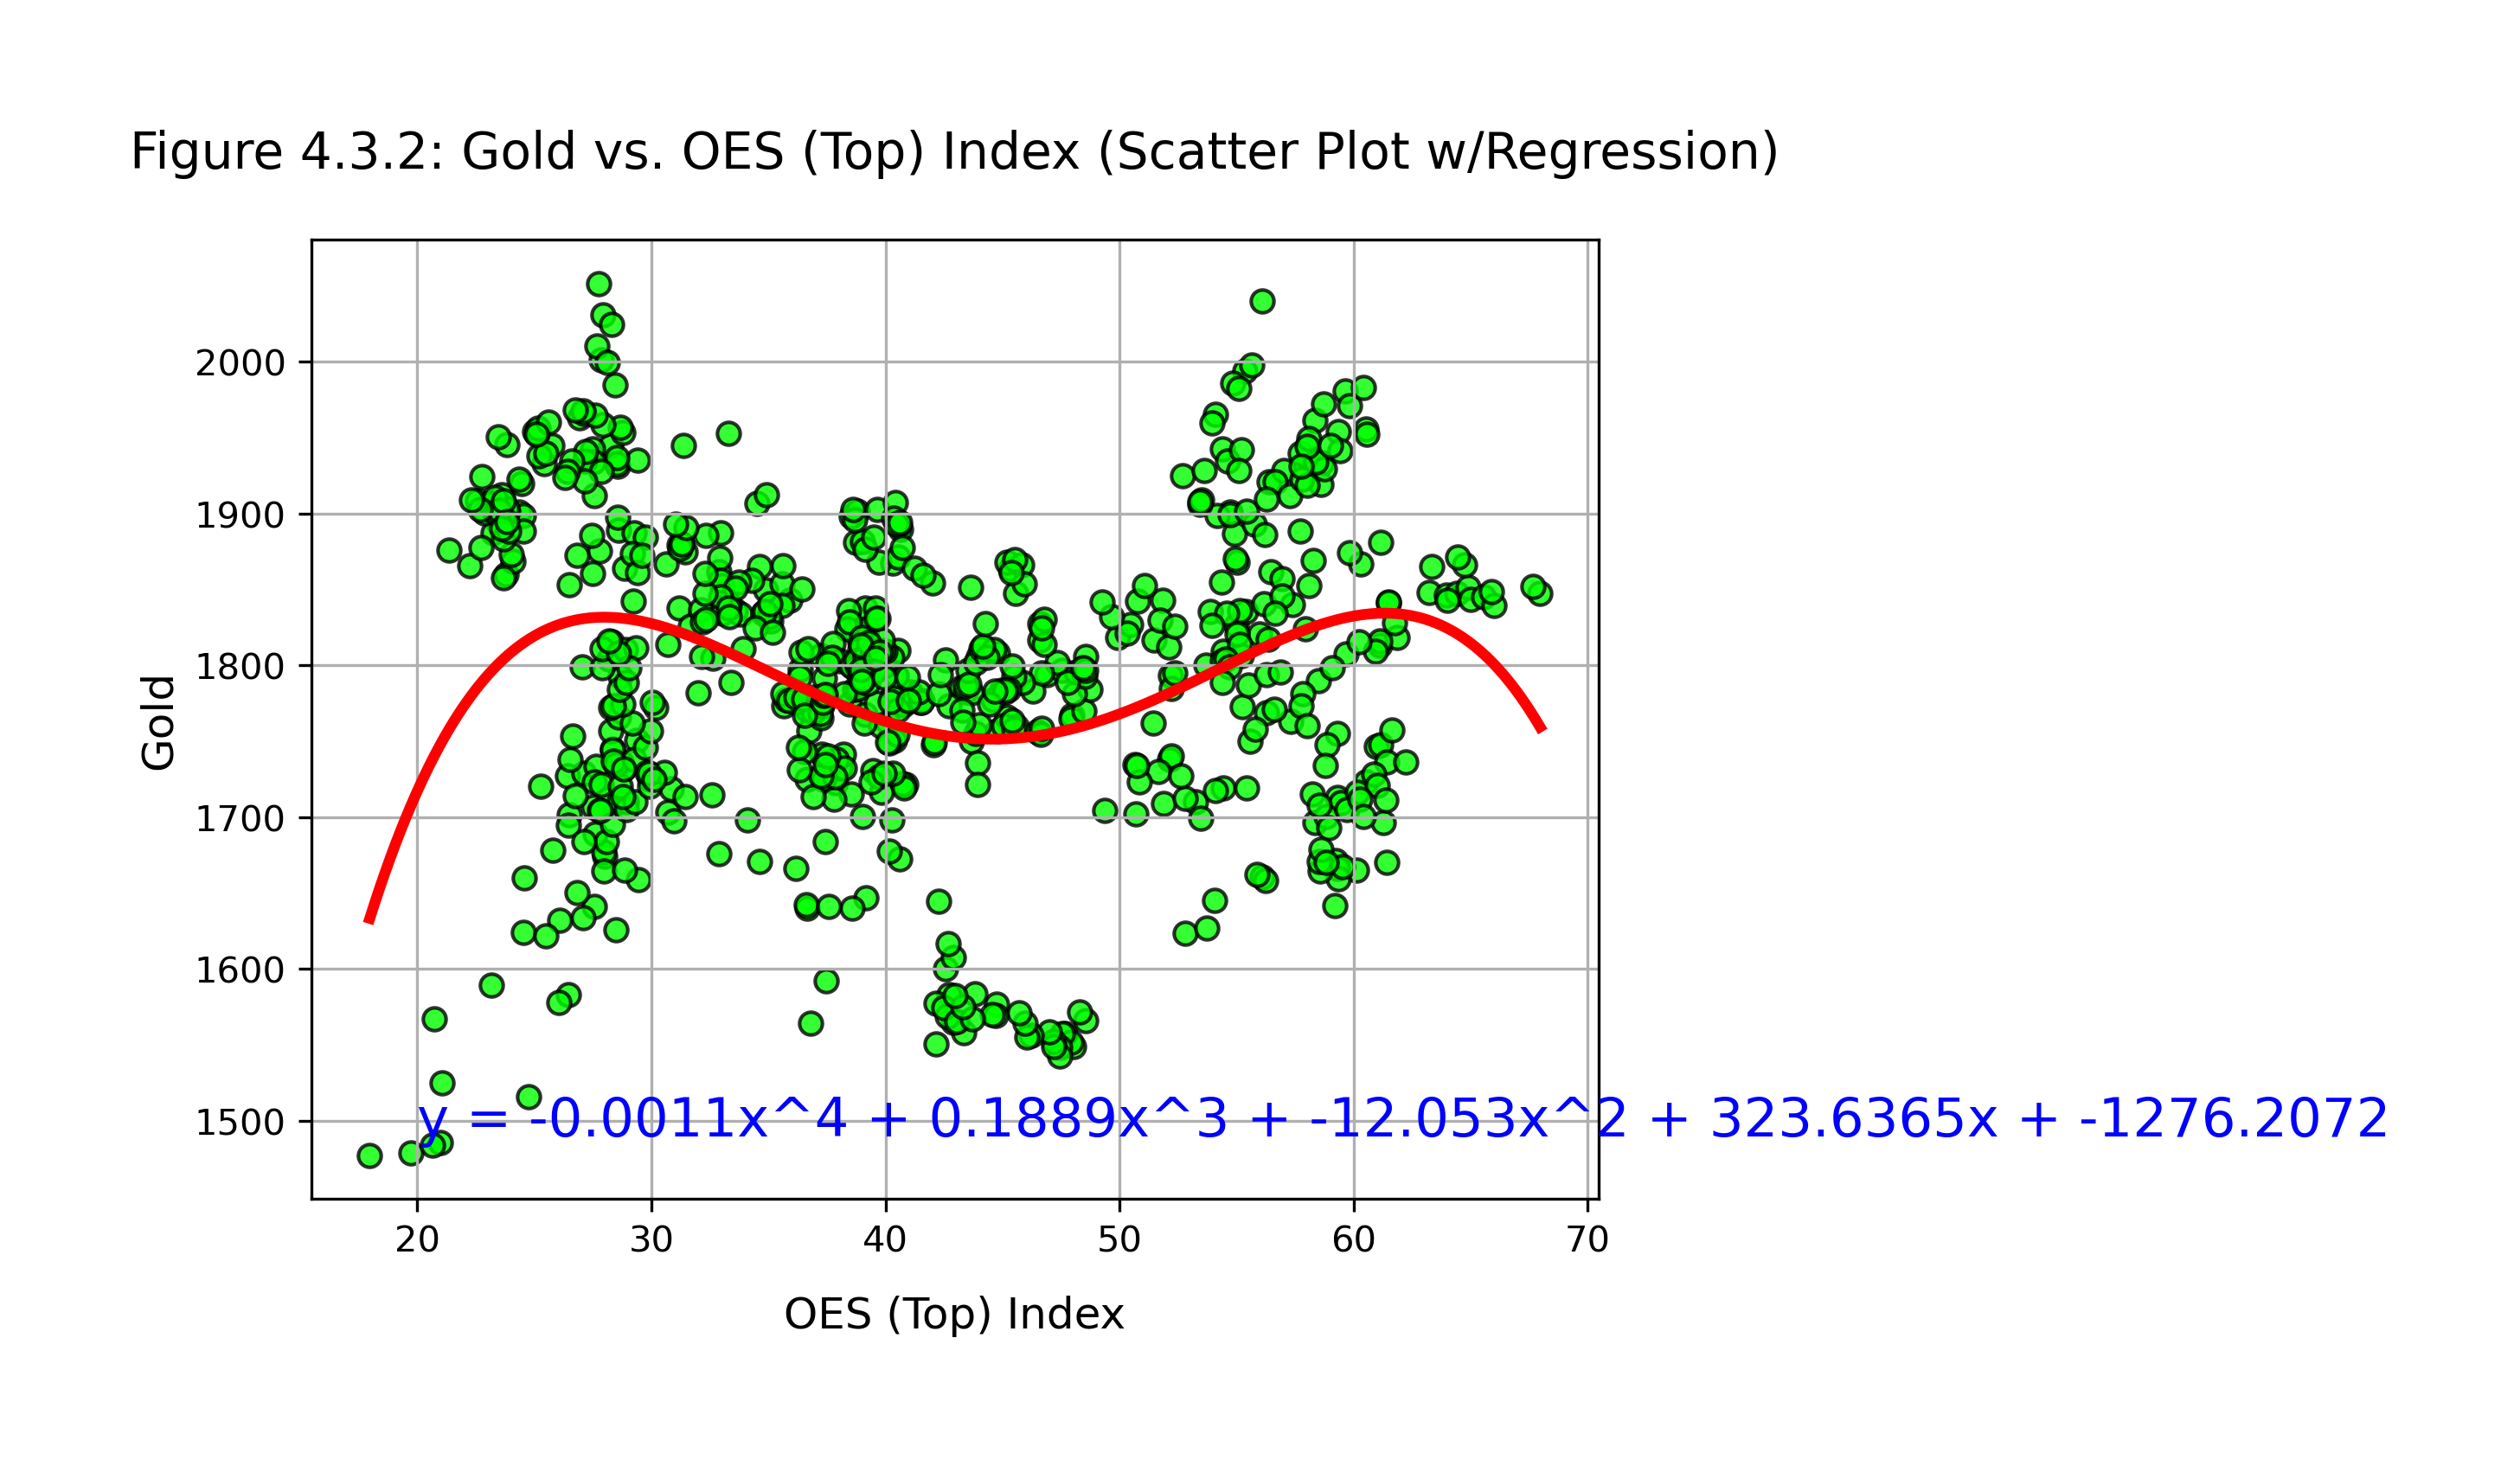 Figure 4.3.2: Gold vs. OES (Top) Index (Scatter Plot w/Regression)
2000
1900
1800
1700
1600
1500
Gold
y = -0.0011x^4 + 0.1889x^3 + -12.053x^2 + 323.6365x + -1276.2072
20 30 40 50 60 70
OES (Top) Index